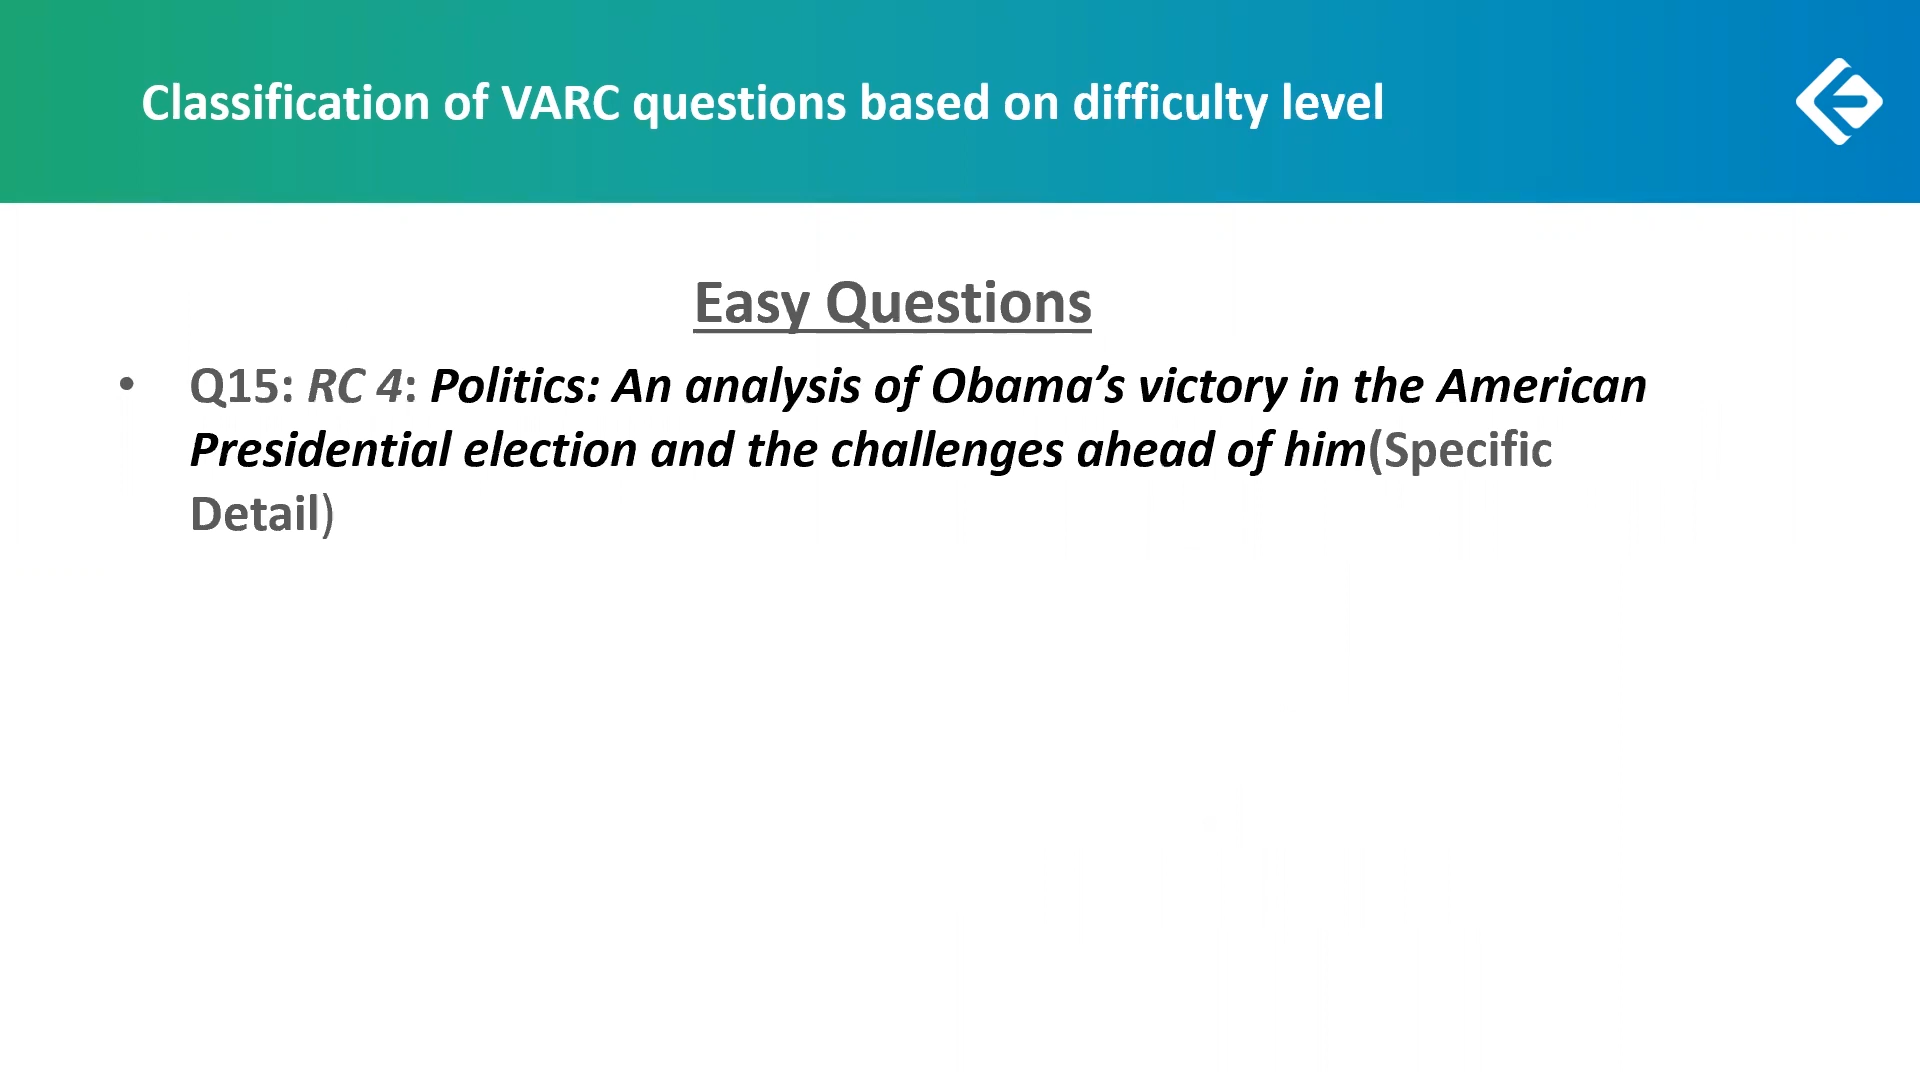 Classification of VARC questions based on difficulty level
Easy Questions
• Q15: RC 4: Politics: An analysis of Obama’s victory in the American
Presidential election and the challenges ahead of him(Specific
Detail)